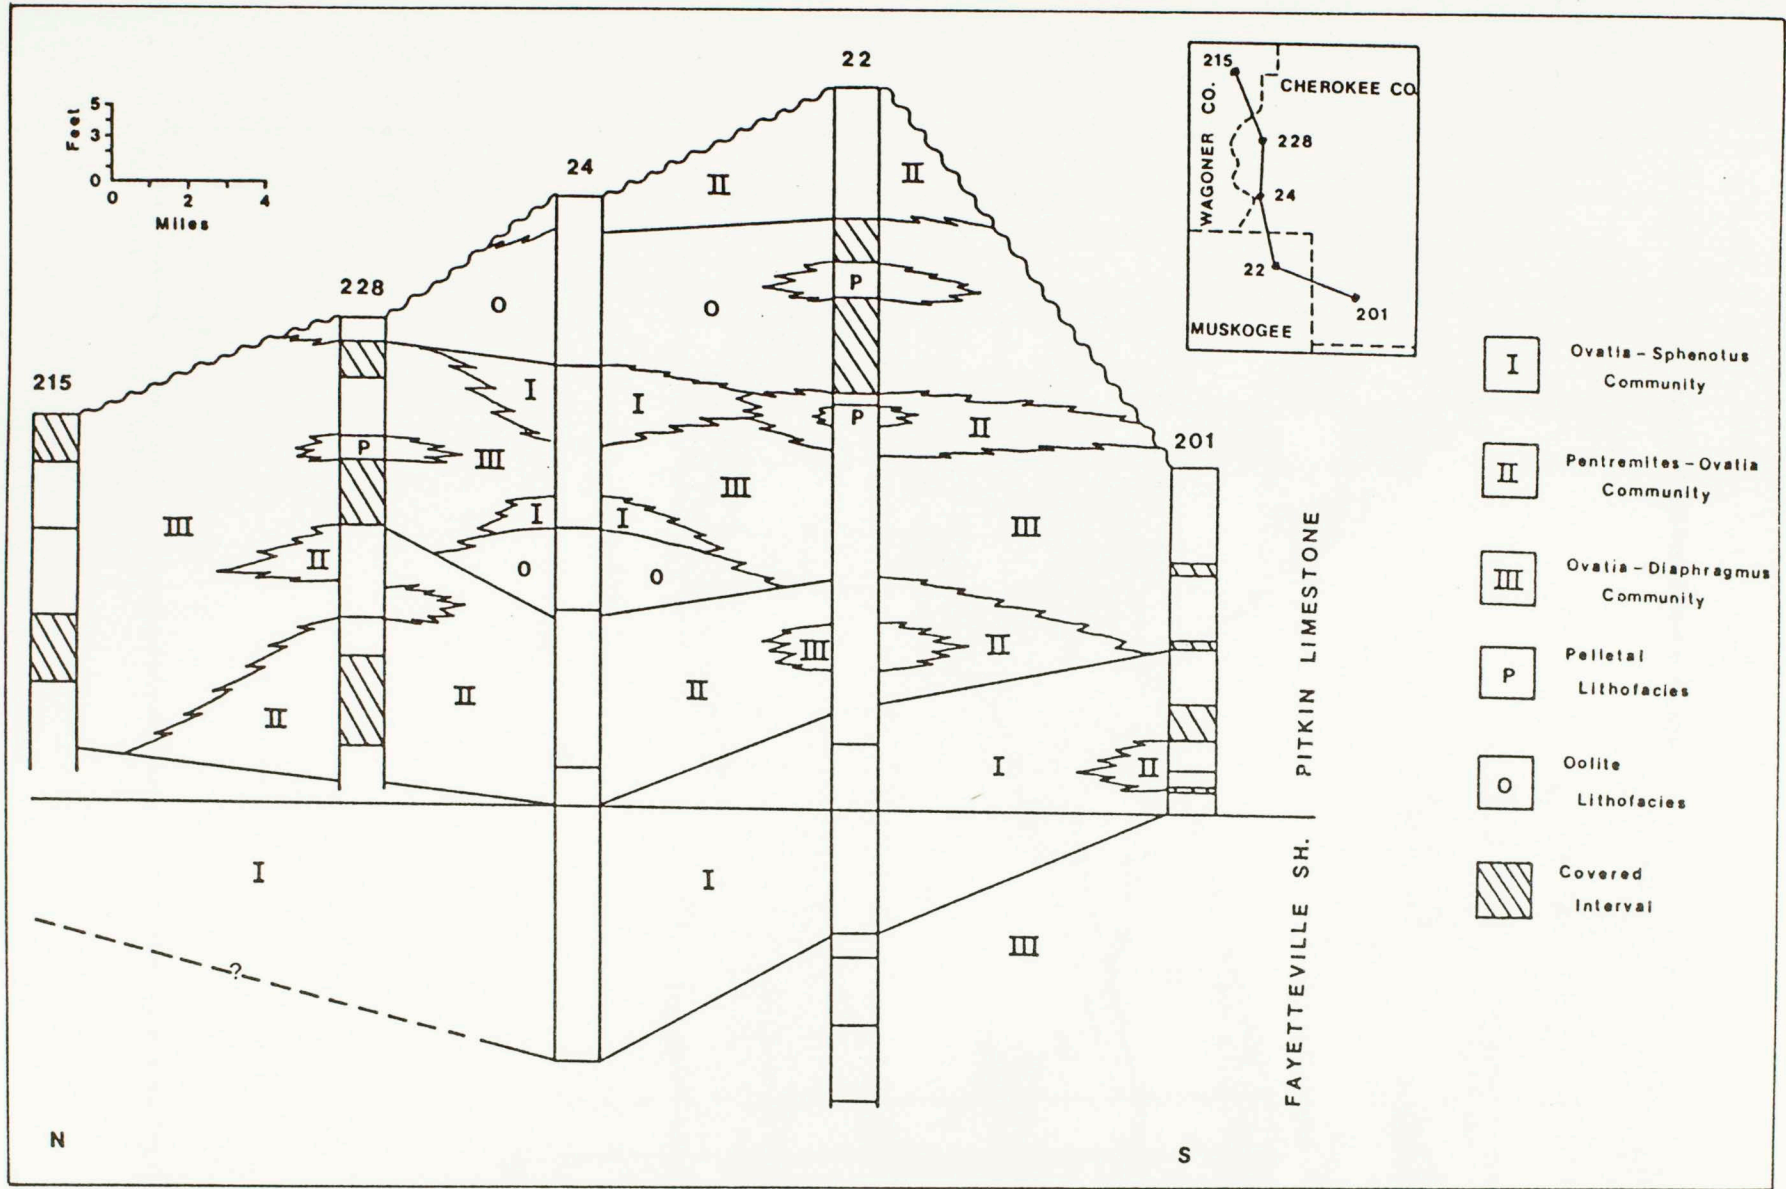 22
5
3
0
Feet
0 2 4
Miles
24
228
215
201
II
II
O
O
P
I
I
P
II
P
III
III
III
III
II
I
I
O
O
II
II
II
III
II
I
II
I
I
III
?
N
S
PITKIN LIMESTONE
FAYETTEVILLE SH.
215
CHEROKEE CO.
WAGONER CO.
228
24
22
201
MUSKOGEE
I
Ovatia-Sphenotus
Community
II
Pentremites-Ovatia
Community
III
Ovatia-Diaphragmus
Community
P
Pelletal
Lithofacies
O
Oolite
Lithofacies
Covered
Interval